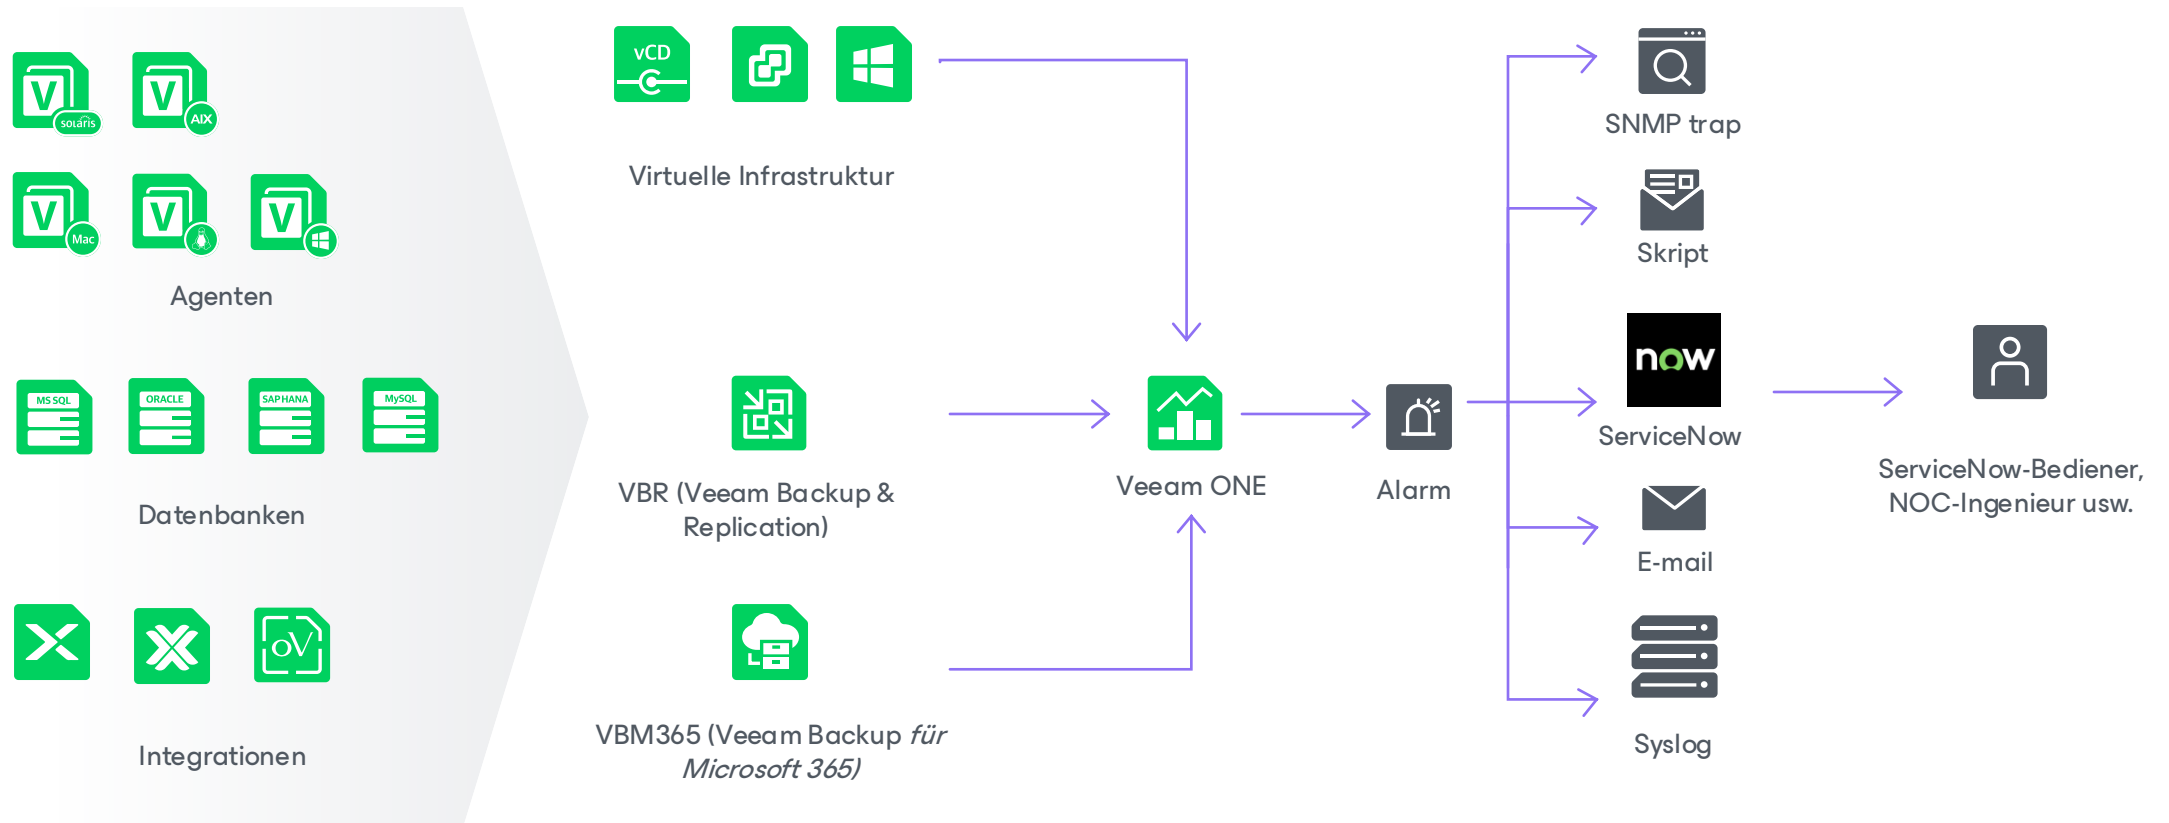 solaris
AIX
Mac
Agenten
MS SQL
ORACLE
SAP HANA
MySQL
Datenbanken
oV
Integrationen
vCD
Virtuelle Infrastruktur
VBR (Veeam Backup &
Replication)
VBM365 (Veeam Backup für
Microsoft 365)
Veeam ONE
Alarm
SNMP trap
Skript
now
ServiceNow
E-mail
Syslog
ServiceNow-Bediener,
NOC-Ingenieur usw.